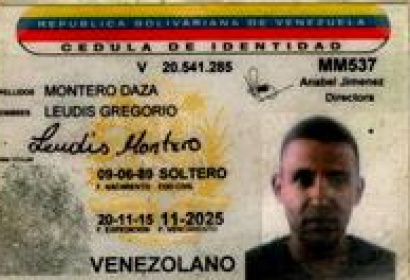 REPUBLICA BOLIVARIANA DE VENEZUELA
CEDULA DE IDENTIDAD
V 20.541.285 MM537
Anabel Jimenez
Directora
APELLIDOS MONTERO DAZA
NOMBRES LEUDIS GREGORIO
Leudis Montero
09-06-89 SOLTERO
F. NACIMIENTO EDO CIVIL
20-11-15 11-2025
F. EXPEDICION F. VENCIMIENTO
VENEZOLANO